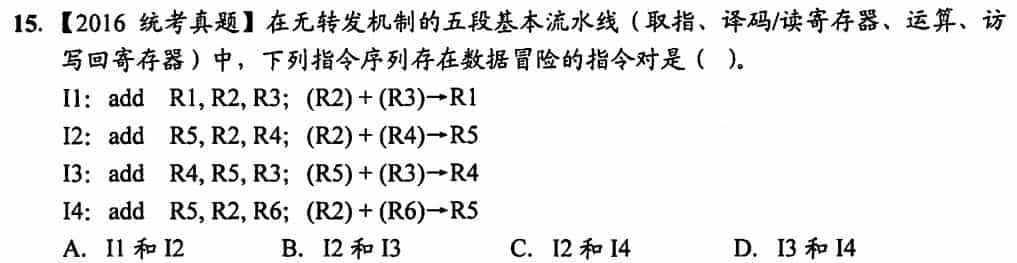 15. 【2016 统考真题】在无转发机制的五段基本流水线（取指、译码/读寄存器、运算、访
写回寄存器）中，下列指令序列存在数据冒险的指令对是（ ）。
I1: add R1, R2, R3; (R2)+(R3)→R1
I2: add R5, R2, R4; (R2)+(R4)→R5
I3: add R4, R5, R3; (R5)+(R3)→R4
I4: add R5, R2, R6; (R2)+(R6)→R5
A. I1 和 I2 B. I2 和 I3 C. I2 和 I4 D. I3 和 I4